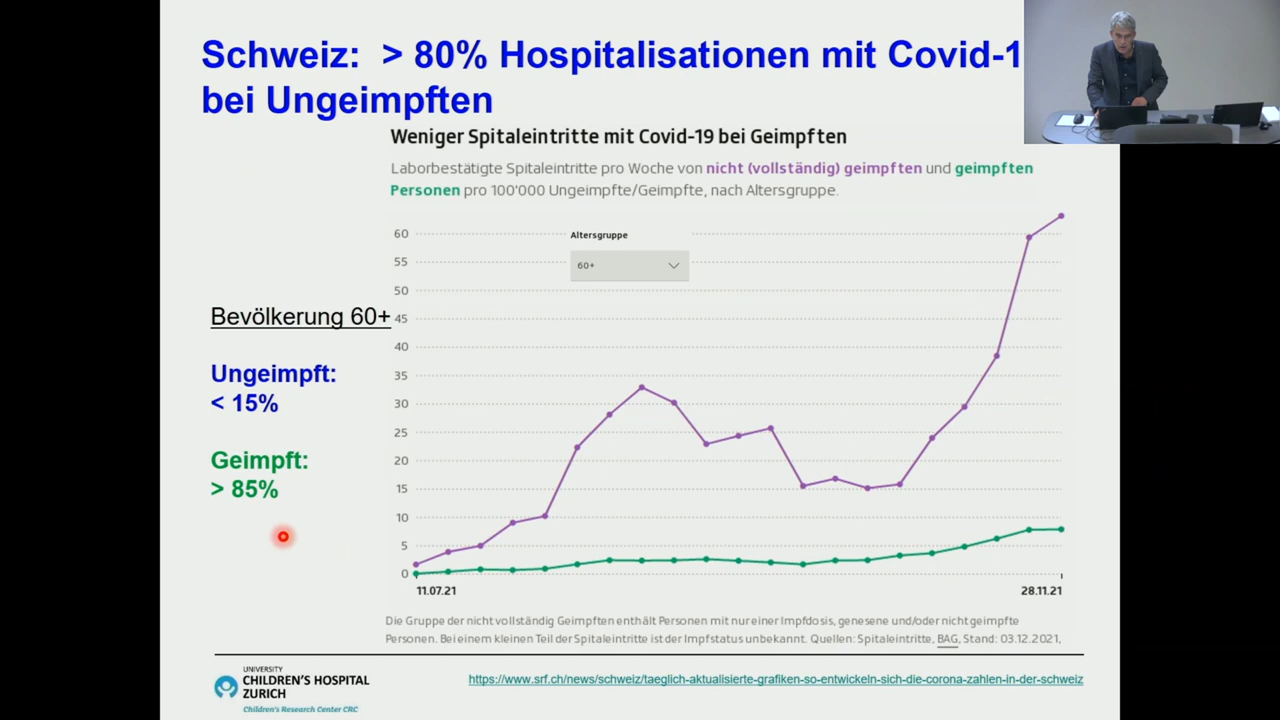 Schweiz:  > 80% Hospitalisationen mit Covid-1
bei Ungeimpften
Weniger Spitaleintritte mit Covid-19 bei Geimpften
Laborbestätigte Spitaleintritte pro Woche von nicht (vollständig) geimpften und geimpften
Personen pro 100'000 Ungeimpfte/Geimpfte, nach Altersgruppe.
Altersgruppe
60+
60
55
50
45
40
35
30
25
20
15
10
5
0
11.07.21
28.11.21
Bevölkerung 60+
Ungeimpft:
< 15%
Geimpft:
> 85%
Die Gruppe der nicht vollständig Geimpften enthält Personen mit nur einer Impfdosis, genesene und/oder nicht geimpfte
Personen. Bei einem kleinen Teil der Spitaleintritte ist der Impfstatus unbekannt. Quellen: Spitaleintritte, BAG, Stand: 03.12.2021,
UNIVERSITY
CHILDREN'S HOSPITAL
ZURICH
Children's Research Center CRC
https://www.srf.ch/news/schweiz/taeglich-aktualisierte-grafiken-so-entwickeln-sich-die-corona-zahlen-in-der-schweiz